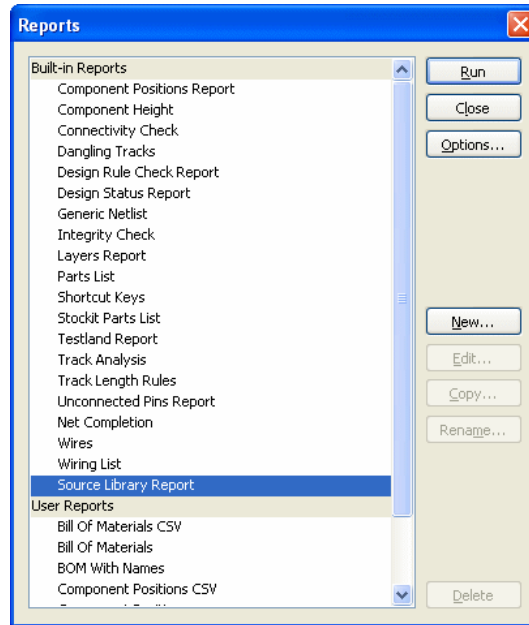 Reports
Built-in Reports
Component Positions Report
Component Height
Connectivity Check
Dangling Tracks
Design Rule Check Report
Design Status Report
Generic Netlist
Integrity Check
Layers Report
Parts List
Shortcut Keys
Stockit Parts List
Testland Report
Track Analysis
Track Length Rules
Unconnected Pins Report
Net Completion
Wires
Wiring List
Source Library Report
User Reports
Bill Of Materials CSV
Bill Of Materials
BOM With Names
Component Positions CSV
Run
Close
Options...
New...
Edit...
Copy...
Rename...
Delete